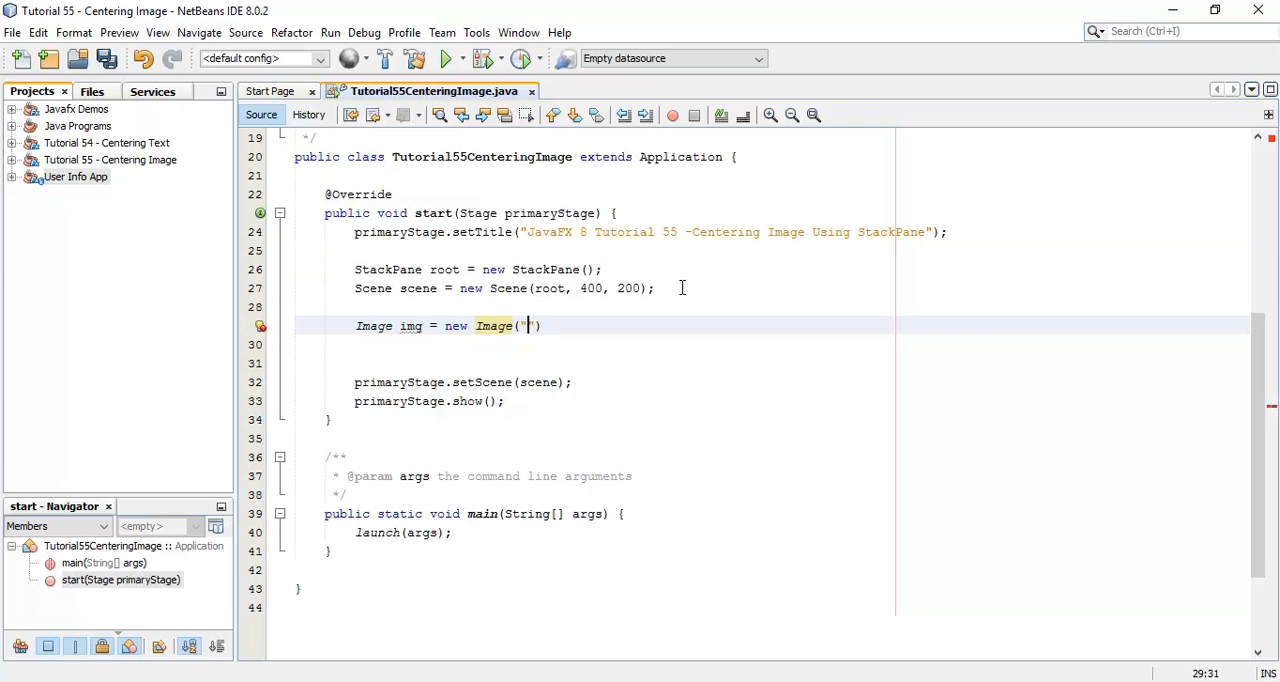 Tutorial 55 - Centering Image - NetBeans IDE 8.0.2
File Edit Format Preview View Navigate Source Refactor Run Debug Profile Team Tools Window Help
Search (Ctrl+I)
<default config>
Empty datasource
Projects Files Services
Start Page Tutorial55CenteringImage.java
Source History
Javafx Demos
Java Programs
Tutorial 54 - Centering Text
Tutorial 55 - Centering Image
User Info App
19 */
20 public class Tutorial55CenteringImage extends Application {
21
22 @Override
public void start(Stage primaryStage) {
24 primaryStage.setTitle("JavaFX 8 Tutorial 55 -Centering Image Using StackPane");
25
26 StackPane root = new StackPane();
27 Scene scene = new Scene(root, 400, 200);
28
Image img = new Image("")
30
31
32 primaryStage.setScene(scene);
33 primaryStage.show();
34 }
35
36 /**
37 * @param args the command line arguments
38 */
39 public static void main(String[] args) {
40 launch(args);
41 }
42
43 }
44
start - Navigator
Members <empty>
Tutorial55CenteringImage :: Application
main(String[] args)
start(Stage primaryStage)
29:31 INS